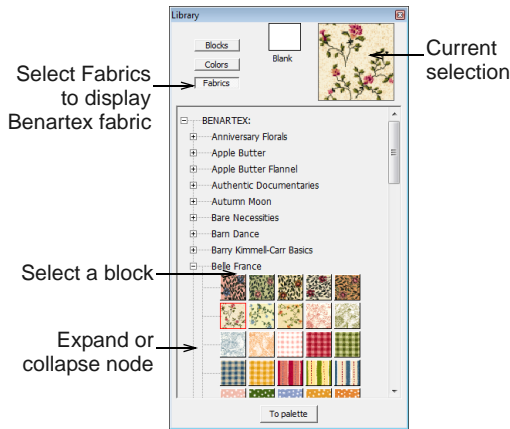 Library
Blocks
Colors
Fabrics
Blank
Current
selection
Select Fabrics
to display
Benartex fabric
BENARTEX:
Anniversary Florals
Apple Butter
Apple Butter Flannel
Authentic Documentaries
Autumn Moon
Bare Necessities
Barn Dance
Barry Kimmell-Carr Basics
Belle France
Select a block
Expand or
collapse node
To palette